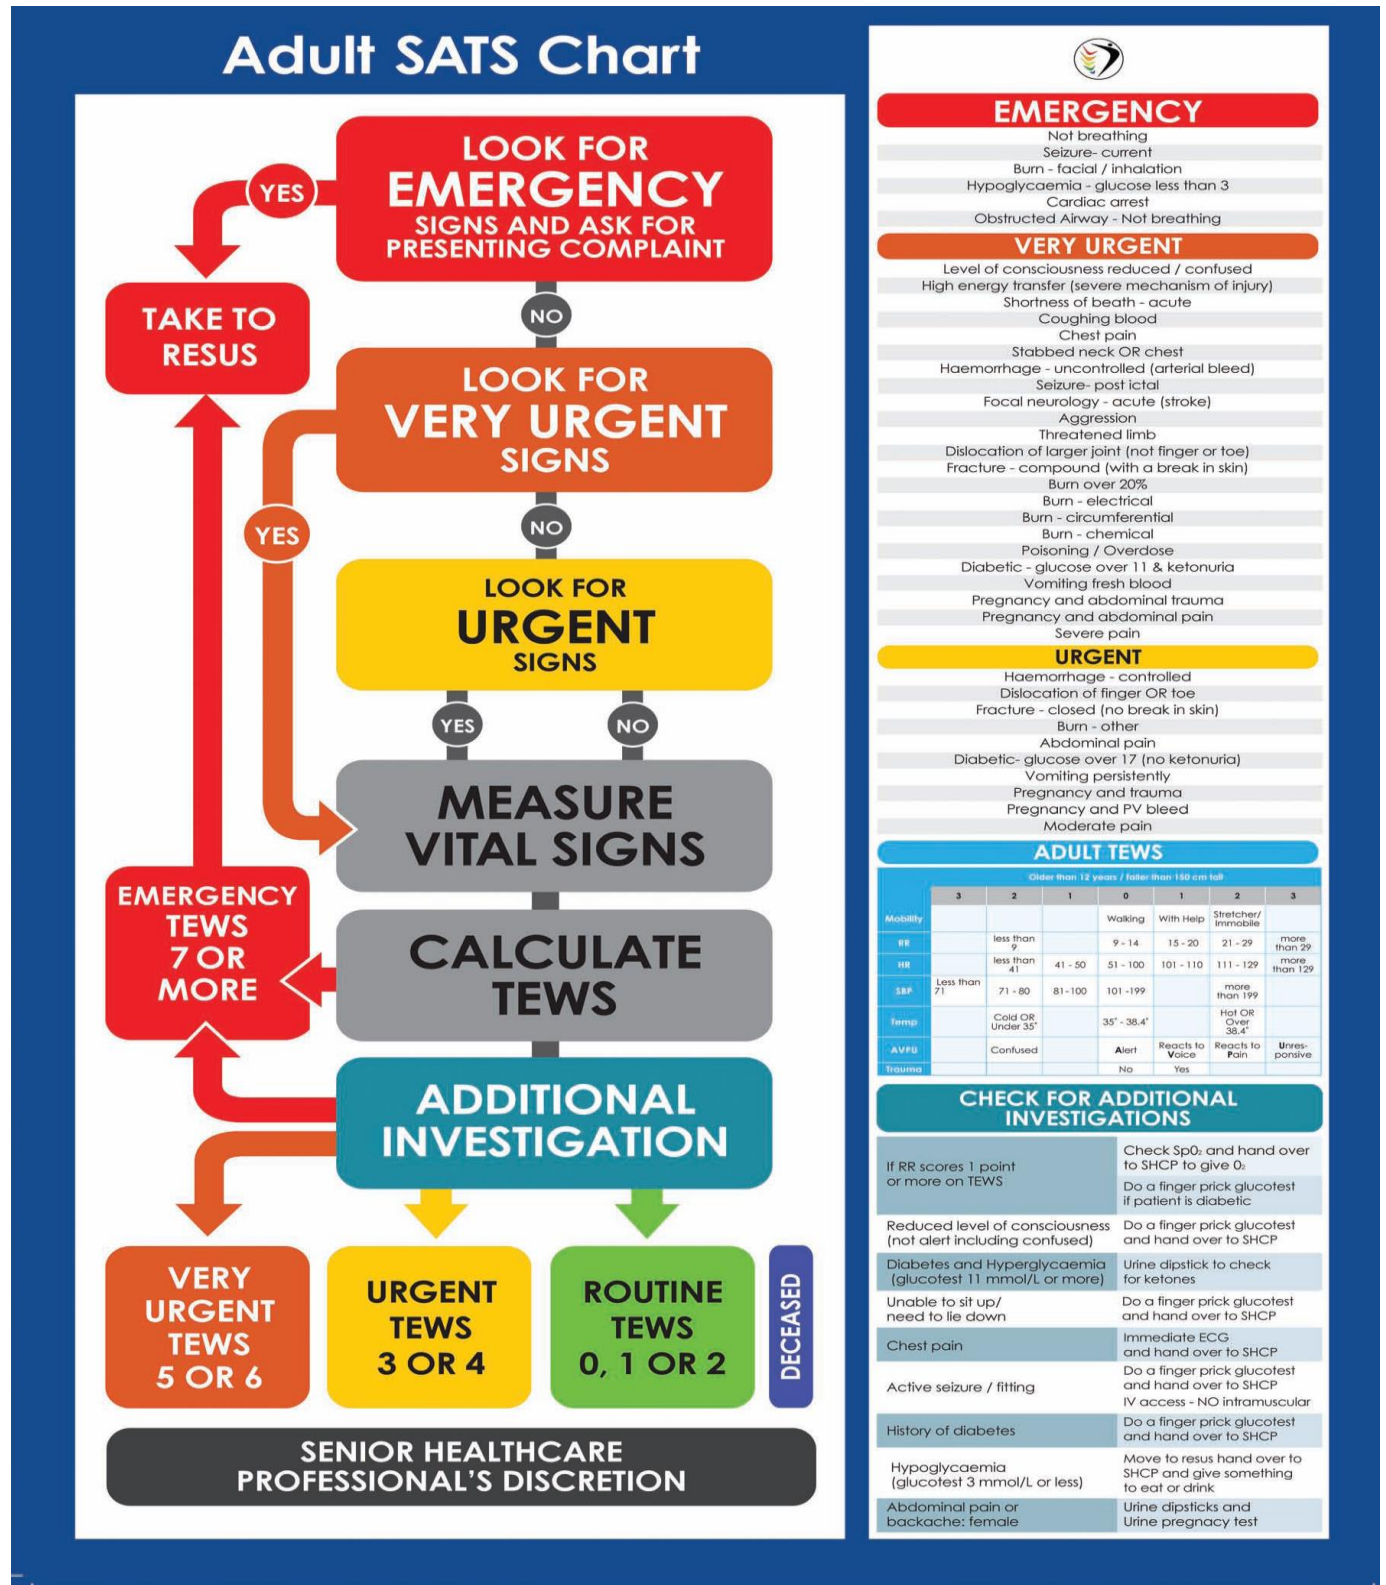 Adult SATS Chart
LOOK FOR
EMERGENCY
SIGNS AND ASK FOR
PRESENTING COMPLAINT
YES
TAKE TO
RESUS
NO
LOOK FOR
VERY URGENT
SIGNS
YES
NO
LOOK FOR
URGENT
SIGNS
YES
NO
MEASURE
VITAL SIGNS
EMERGENCY
TEWS
7 OR
MORE
CALCULATE
TEWS
ADDITIONAL
INVESTIGATION
VERY
URGENT
TEWS
5 OR 6
URGENT
TEWS
3 OR 4
ROUTINE
TEWS
0, 1 OR 2
DECEASED
SENIOR HEALTHCARE
PROFESSIONAL'S DISCRETION
EMERGENCY
Not breathing
Seizure- current
Burn - facial / inhalation
Hypoglycaemia - glucose less than 3
Cardiac arrest
Obstructed Airway - Not breathing
VERY URGENT
Level of consciousness reduced / confused
High energy transfer (severe mechanism of injury)
Shortness of beath - acute
Coughing blood
Chest pain
Stabbed neck OR chest
Haemorrhage - uncontrolled (arterial bleed)
Seizure- post ictal
Focal neurology - acute (stroke)
Aggression
Threatened limb
Dislocation of larger joint (not finger or toe)
Fracture - compound (with a break in skin)
Burn over 20%
Burn - electrical
Burn - circumferential
Burn - chemical
Poisoning / Overdose
Diabetic - glucose over 11 & ketonuria
Vomiting fresh blood
Pregnancy and abdominal trauma
Pregnancy and abdominal pain
Severe pain
URGENT
Haemorrhage - controlled
Dislocation of finger OR toe
Fracture - closed (no break in skin)
Burn - other
Abdominal pain
Diabetic- glucose over 17 (no ketonuria)
Vomiting persistently
Pregnancy and trauma
Pregnancy and PV bleed
Moderate pain
ADULT TEWS
Older than 12 years / taller than 150 cm tall
3 2 1 0 1 2 3
Mobility Walking With Help Stretcher/ Immobile
RR less than 9 9 - 14 15 - 20 21 - 29 more than 29
HR less than 41 41 - 50 51 - 100 101 - 110 111 - 129 more than 129
SBP Less than 71 71 - 80 81-100 101 -199 more than 199
Temp Cold OR Under 35° 35° - 38.4° Hot OR Over 38.4°
AVPU Confused Alert Reacts to Voice Reacts to Pain Unres-ponsive
Trauma No Yes
CHECK FOR ADDITIONAL
INVESTIGATIONS
If RR scores 1 point
or more on TEWS
Check Sp0₂ and hand over
to SHCP to give 0₂
Do a finger prick glucotest
if patient is diabetic
Reduced level of consciousness
(not alert including confused)
Do a finger prick glucotest
and hand over to SHCP
Diabetes and Hyperglycaemia
(glucotest 11 mmol/L or more)
Urine dipstick to check
for ketones
Unable to sit up/
need to lie down
Do a finger prick glucotest
and hand over to SHCP
Chest pain
Immediate ECG
and hand over to SHCP
Active seizure / fitting
Do a finger prick glucotest
and hand over to SHCP
IV access - NO intramuscular
History of diabetes
Do a finger prick glucotest
and hand over to SHCP
Hypoglycaemia
(glucotest 3 mmol/L or less)
Move to resus hand over to
SHCP and give something
to eat or drink
Abdominal pain or
backache: female
Urine dipsticks and
Urine pregnacy test